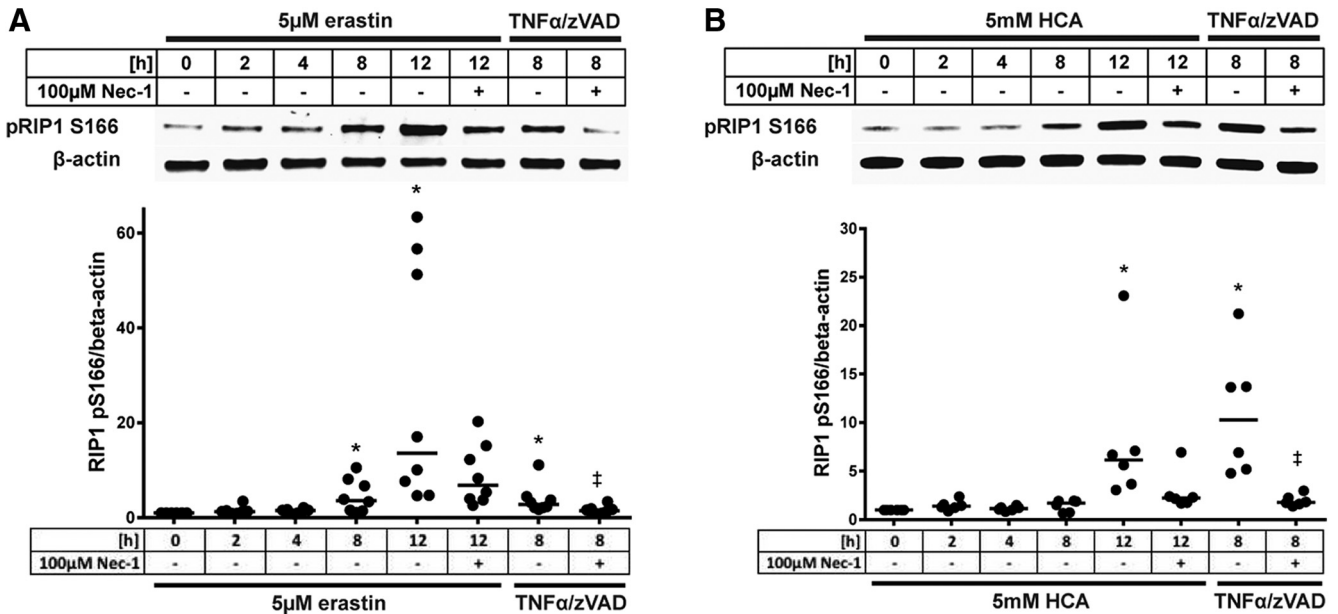 A
5µM erastin TNFα/zVAD
[h] 0 2 4 8 12 12 8 8
100µM Nec-1 - - - - - + - +
pRIP1 S166
β-actin
*
RIP1 pS166/beta-actin
60
40
20
0
* * ‡
[h] 0 2 4 8 12 12 8 8
100µM Nec-1 - - - - - + - +
5µM erastin TNFα/zVAD
B
5mM HCA TNFα/zVAD
[h] 0 2 4 8 12 12 8 8
100µM Nec-1 - - - - - + - +
pRIP1 S166
β-actin
RIP1 pS166/beta-actin
30
25
20
15
10
5
0
* * ‡
[h] 0 2 4 8 12 12 8 8
100µM Nec-1 - - - - - + - +
5mM HCA TNFα/zVAD